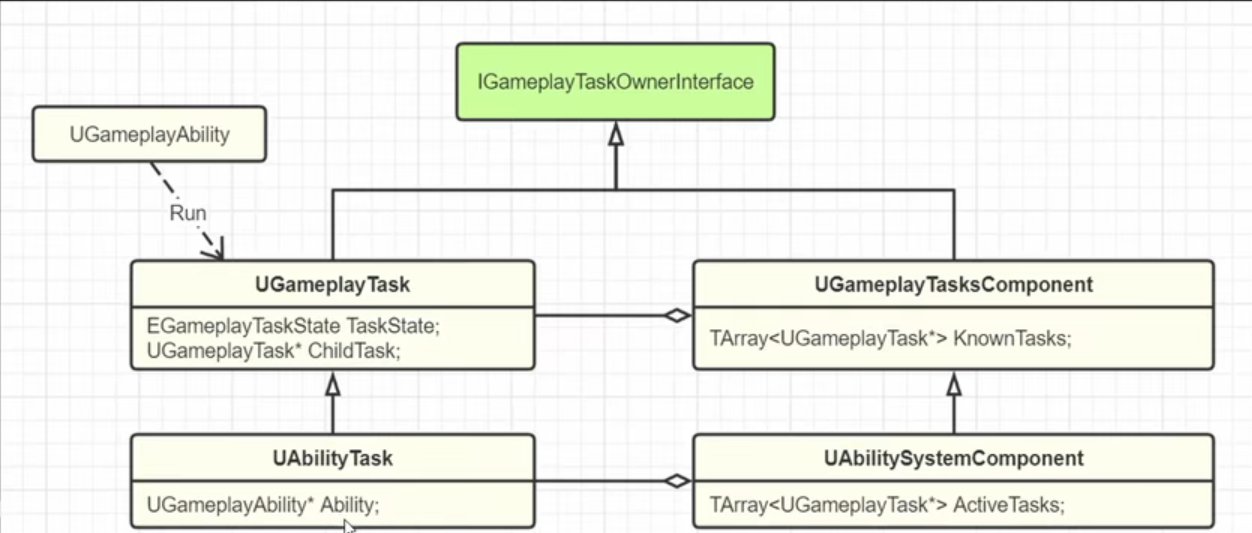 IGameplayTaskOwnerInterface
UGameplayAbility
Run
UGameplayTask
EGameplayTaskState TaskState;
UGameplayTask* ChildTask;
UGameplayTasksComponent
TArray<UGameplayTask*> KnownTasks;
UAbilityTask
UGameplayAbility* Ability;
UAbilitySystemComponent
TArray<UGameplayTask*> ActiveTasks;